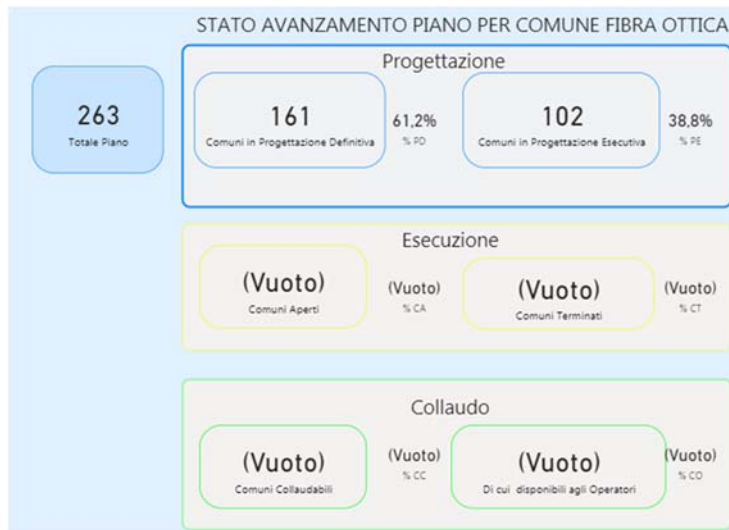 STATO AVANZAMENTO PIANO PER COMUNE FIBRA OTTICA
Progettazione
263
Totale Piano
161
Comuni in Progettazione Definitiva
61,2%
% PD
102
Comuni in Progettazione Esecutiva
38,8%
% PE
Esecuzione
(Vuoto)
Comuni Aperti
(Vuoto)
% CA
(Vuoto)
Comuni Terminati
(Vuoto)
% CT
Collaudo
(Vuoto)
Comuni Collaudabili
(Vuoto)
% CC
(Vuoto)
Di cui disponibili agli Operatori
(Vuoto)
% CO